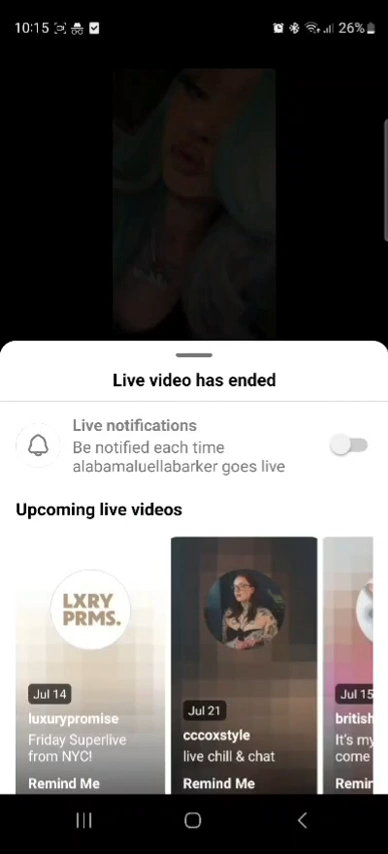 10:15
26%
Live video has ended
Live notifications
Be notified each time
alabamaluellabarker goes live
Upcoming live videos
LXRY
PRMS.
Jul 14
luxurypromise
Friday Superlive
from NYC!
Remind Me
Jul 21
cccoxstyle
live chill & chat
Remind Me
Jul 15
british
It's my
come
Remin